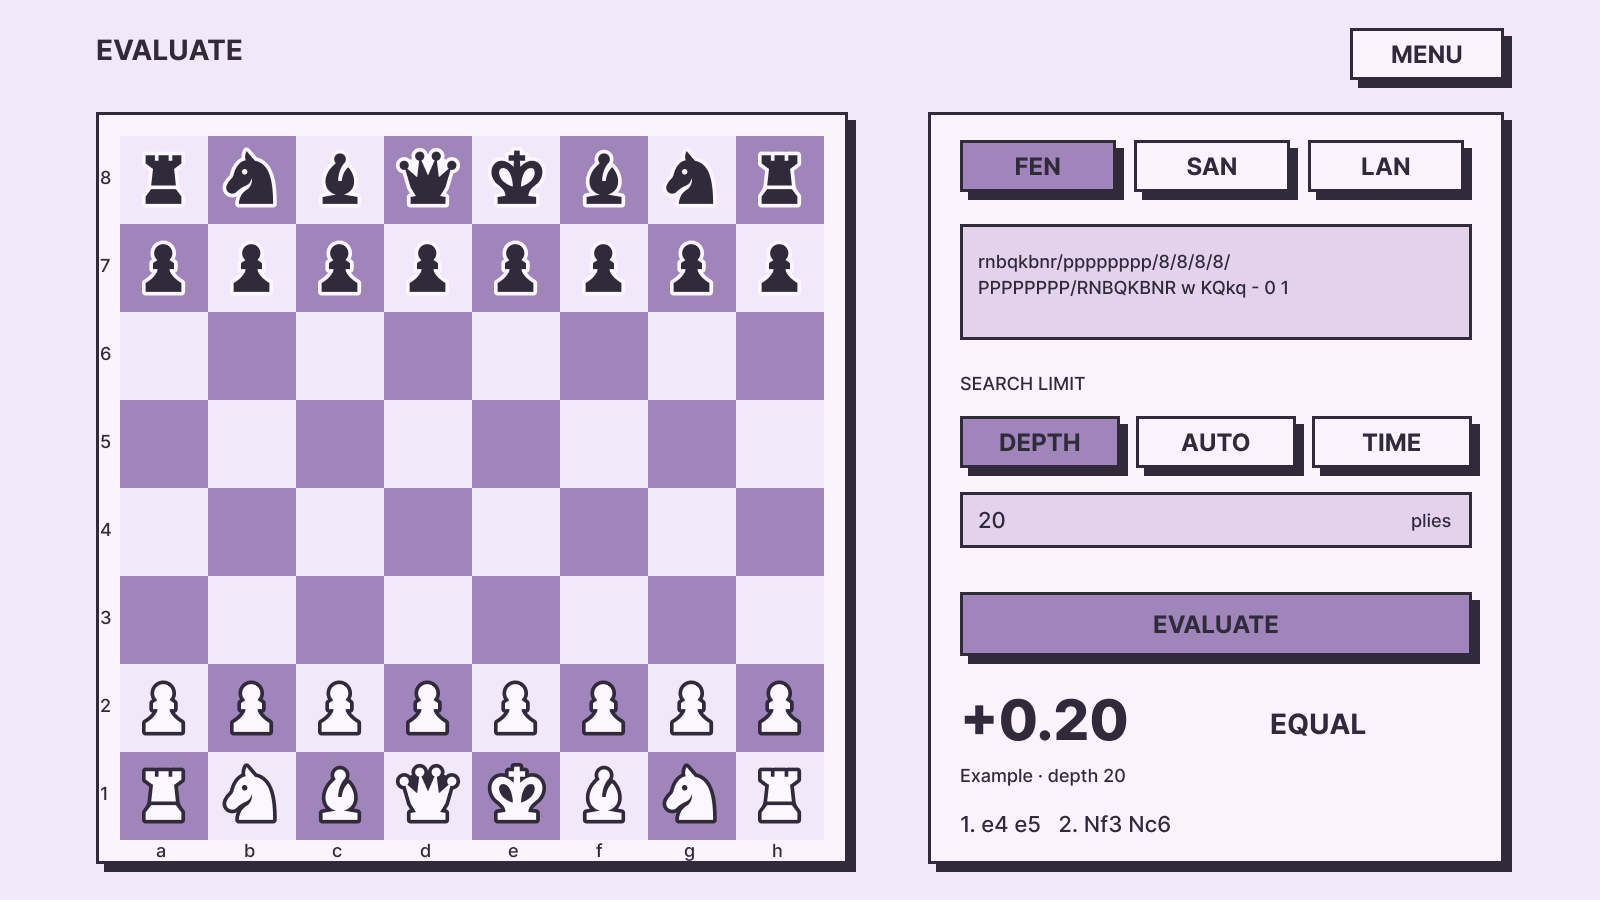 EVALUATE
MENU
8
7
6
5
4
3
2
1
a b c d e f g h
FEN SAN LAN
rnbqkbnr/pppppppp/8/8/8/8/
PPPPPPPP/RNBQKBNR w KQkq - 0 1
SEARCH LIMIT
DEPTH AUTO TIME
20 plies
EVALUATE
+0.20 EQUAL
Example · depth 20
1. e4 e5 2. Nf3 Nc6